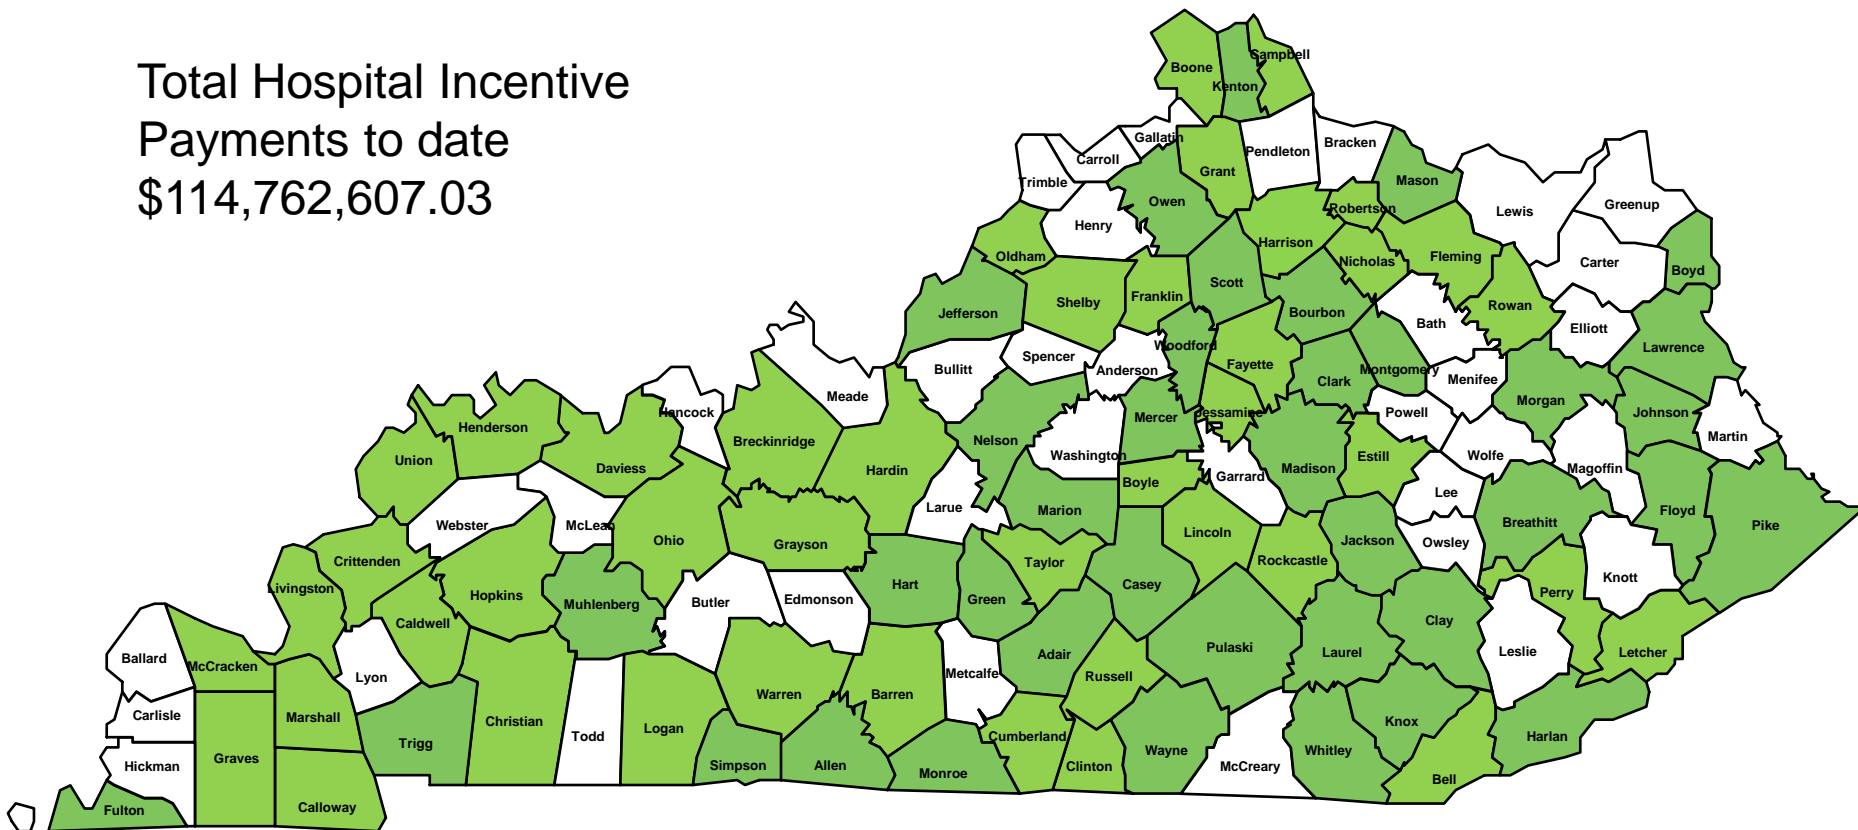 Total Hospital Incentive
Payments to date
$114,762,607.03
Campbell
Boone
Kenton
Gallatin
Carroll
Pendleton
Bracken
Grant
Trimble
Mason
Owen
Robertson
Lewis
Greenup
Henry
Harrison
Oldham
Nicholas
Fleming
Carter
Boyd
Scott
Shelby
Franklin
Rowan
Jefferson
Bourbon
Bath
Elliott
Woodford
Lawrence
Spencer
Fayette
Bullitt
Anderson
Montgomery
Clark
Menifee
Meade
Morgan
Hancock
Jessamine
Powell
Johnson
Mercer
Martin
Henderson
Breckinridge
Nelson
Washington
Estill
Wolfe
Union
Daviess
Hardin
Madison
Magoffin
Garrard
Boyle
Lee
Larue
Marion
Floyd
Webster
McLean
Breathitt
Pike
Lincoln
Ohio
Grayson
Jackson
Owsley
Crittenden
Taylor
Rockcastle
Knott
Livingston
Hopkins
Muhlenberg
Butler
Edmonson
Hart
Green
Casey
Perry
Caldwell
Clay
Ballard
McCracken
Adair
Pulaski
Laurel
Leslie
Letcher
Lyon
Metcalfe
Russell
Warren
Barren
Carlisle
Marshall
Christian
Logan
Knox
Todd
Trigg
Cumberland
Harlan
Graves
Wayne
Whitley
Hickman
Simpson
Allen
Monroe
Clinton
McCreary
Bell
Fulton
Calloway